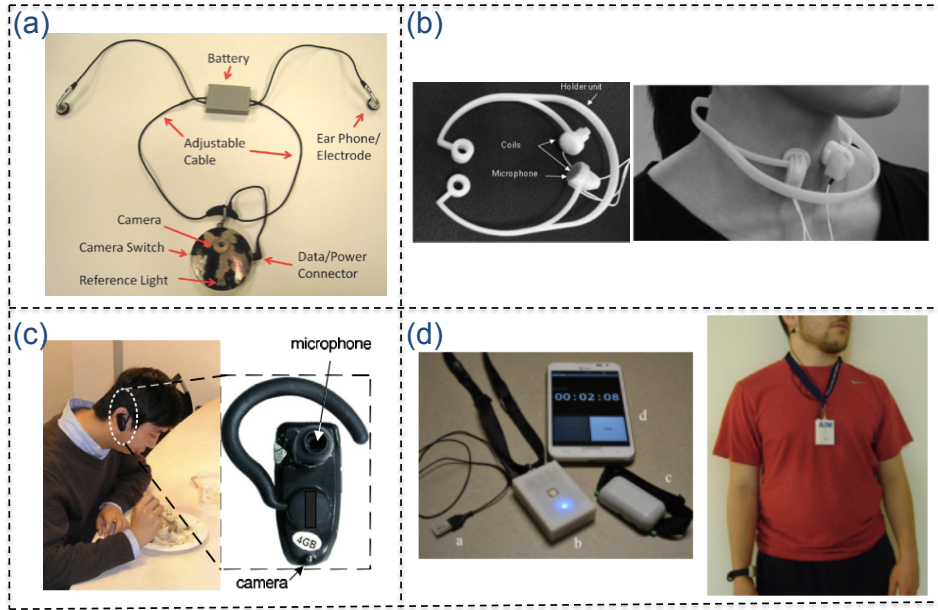 (a)
Battery
Ear Phone/
Electrode
Adjustable
Cable
Camera
Camera Switch
Reference Light
Data/Power
Connector
(b)
Holder unit
Coils
Microphone
(c)
microphone
4GB
camera
(d)
00:02:08
d
c
a
b
AIM